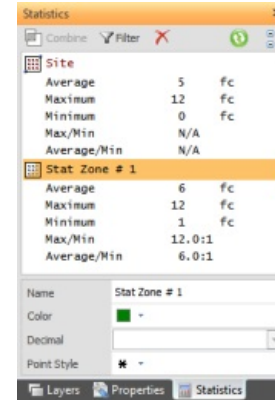 Statistics
Combine Filter
Site
Average 5 fc
Maximum 12 fc
Minimum 0 fc
Max/Min N/A
Average/Min N/A
Stat Zone # 1
Average 6 fc
Maximum 12 fc
Minimum 1 fc
Max/Min 12.0:1
Average/Min 6.0:1
Name Stat Zone # 1
Color
Decimal
Point Style
Layers Properties Statistics